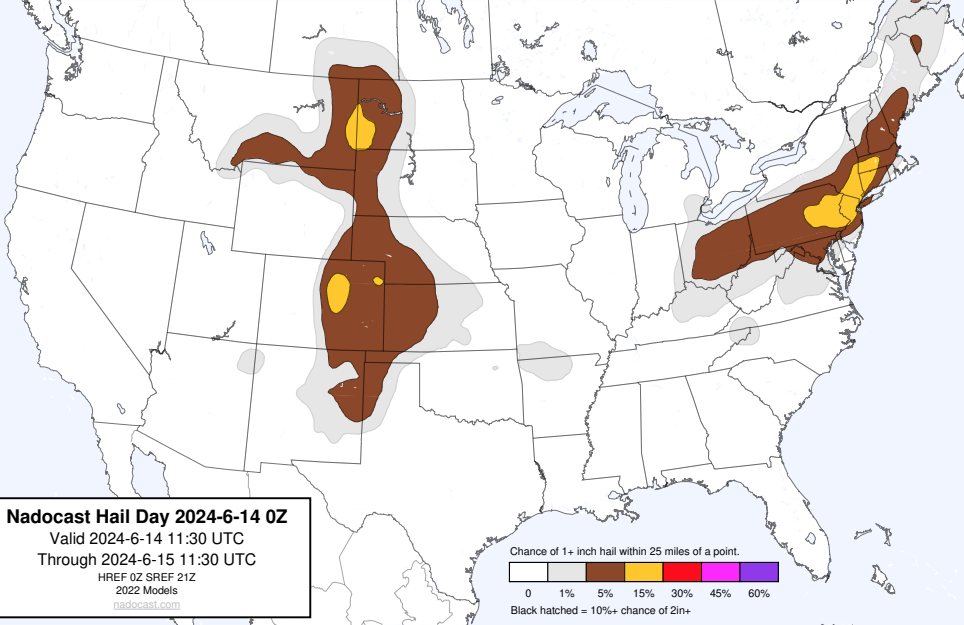 Nadocast Hail Day 2024-6-14 0Z
Valid 2024-6-14 11:30 UTC
Through 2024-6-15 11:30 UTC
HREF 0Z SREF 21Z
2022 Models
nadocast.com
Chance of 1+ inch hail within 25 miles of a point.
0 1% 5% 15% 30% 45% 60%
Black hatched = 10%+ chance of 2in+